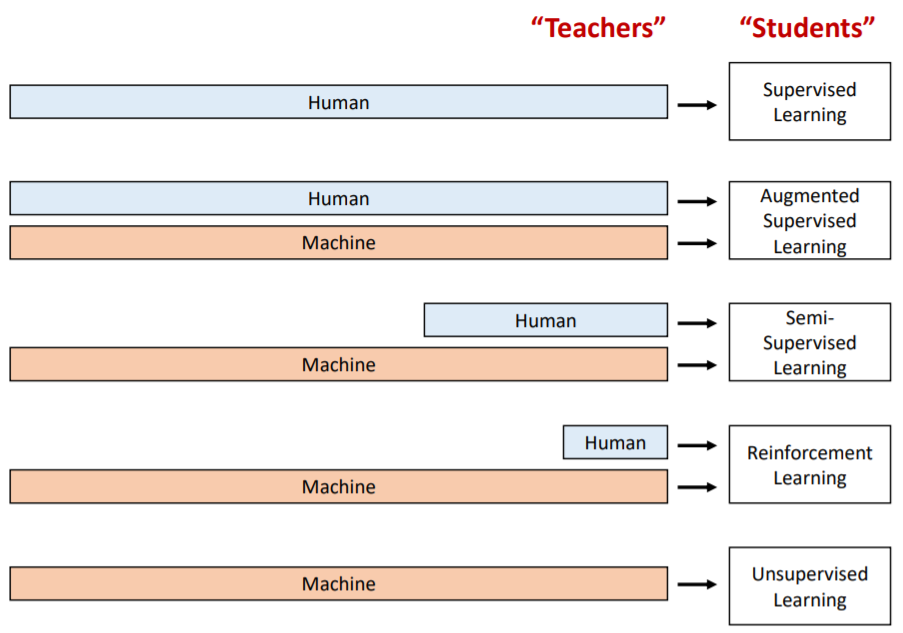 “Teachers” “Students”
Human
Supervised
Learning
Human
Machine
Augmented
Supervised
Learning
Human
Machine
Semi-
Supervised
Learning
Human
Machine
Reinforcement
Learning
Machine
Unsupervised
Learning